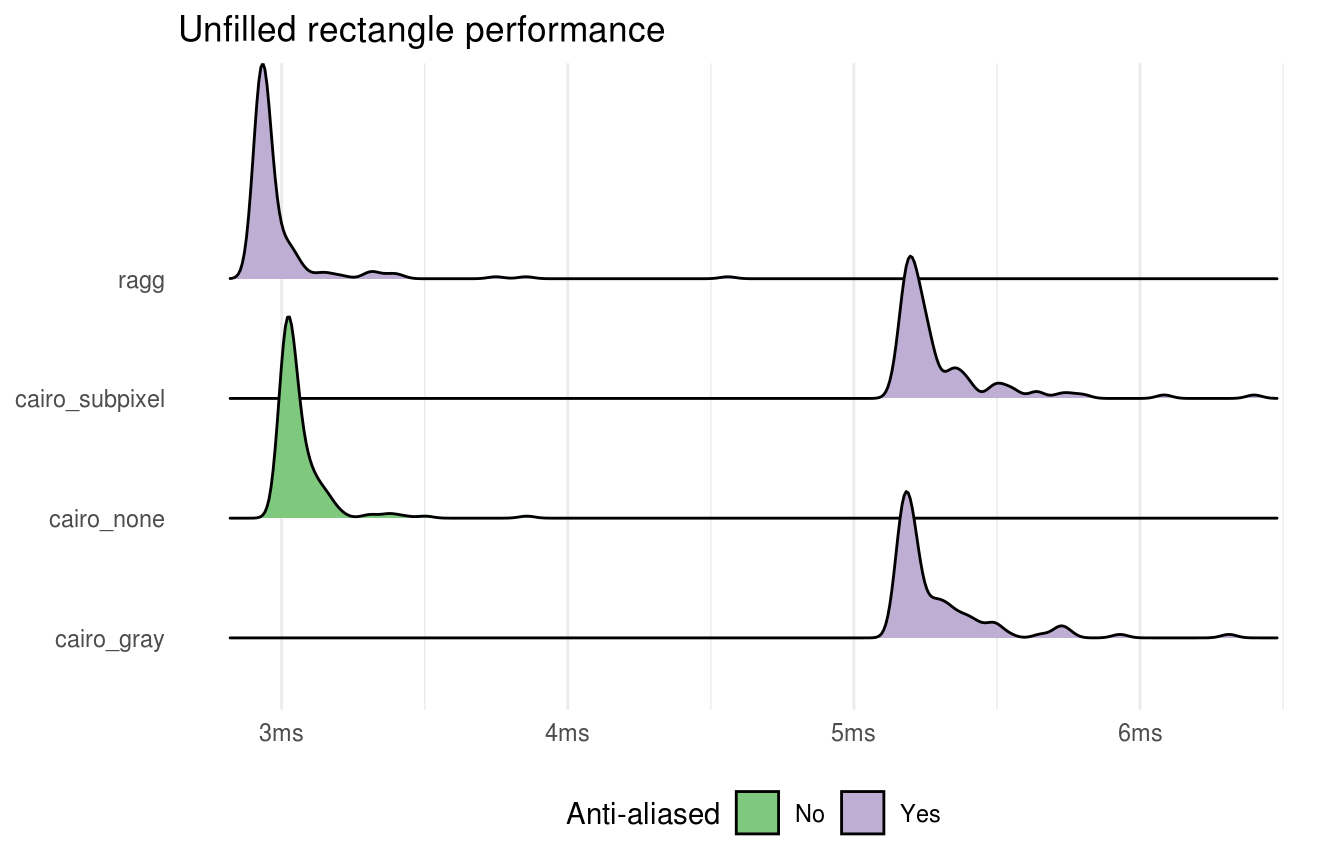 Unfilled rectangle performance
ragg
cairo_subpixel
cairo_none
cairo_gray
3ms 4ms 5ms 6ms
Anti-aliased No Yes